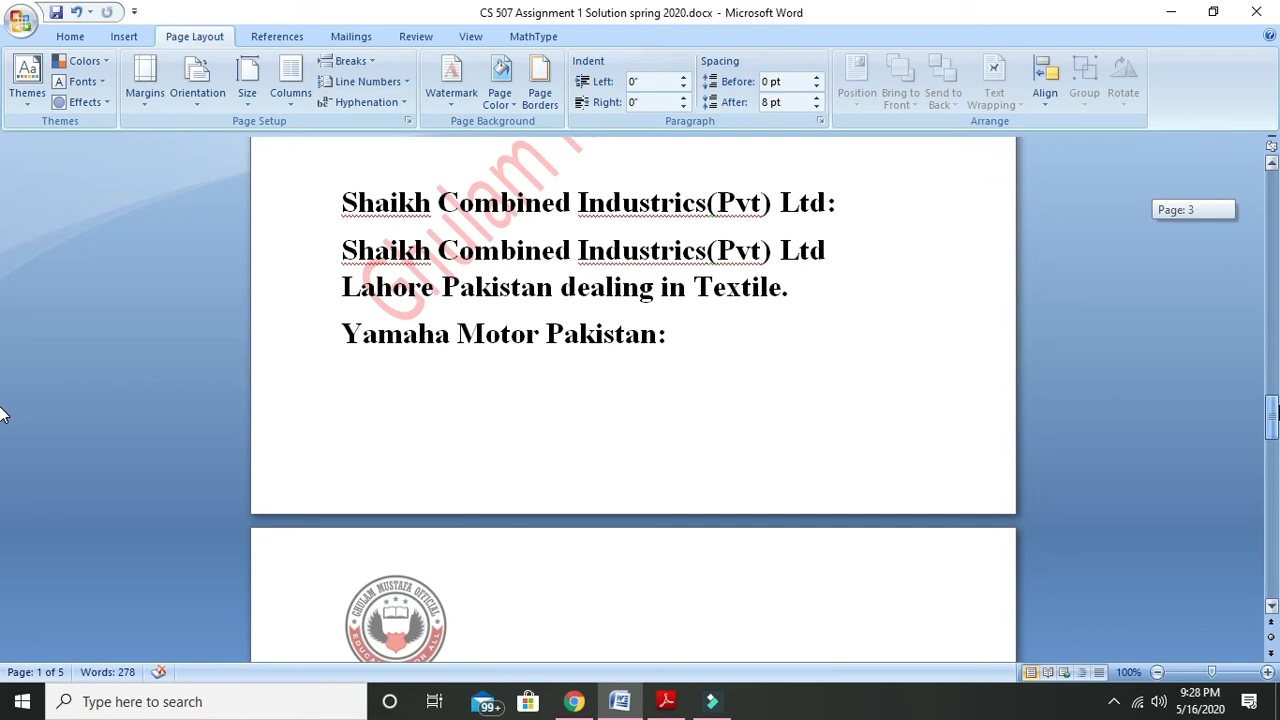 CS 507 Assignment 1 Solution spring 2020.docx - Microsoft Word
Home Insert Page Layout References Mailings Review View MathType
Themes Colors Fonts Effects Margins Orientation Size Columns Breaks Line Numbers Hyphenation Watermark Page Color Page Borders Indent Left: 0" Right: 0" Spacing Before: 0 pt After: 8 pt Position Bring to Front Send to Back Text Wrapping Align Group Rotate
Themes Page Setup Page Background Paragraph Arrange
Ghulam
Shaikh Combined Industrics(Pvt) Ltd:
Page: 3
Shaikh Combined Industrics(Pvt) Ltd
Lahore Pakistan dealing in Textile.
Yamaha Motor Pakistan:
GHULAM MUSTAFA OFFICIAL
Page: 1 of 5 Words: 278 100%
Type here to search
99+
9:28 PM
5/16/2020